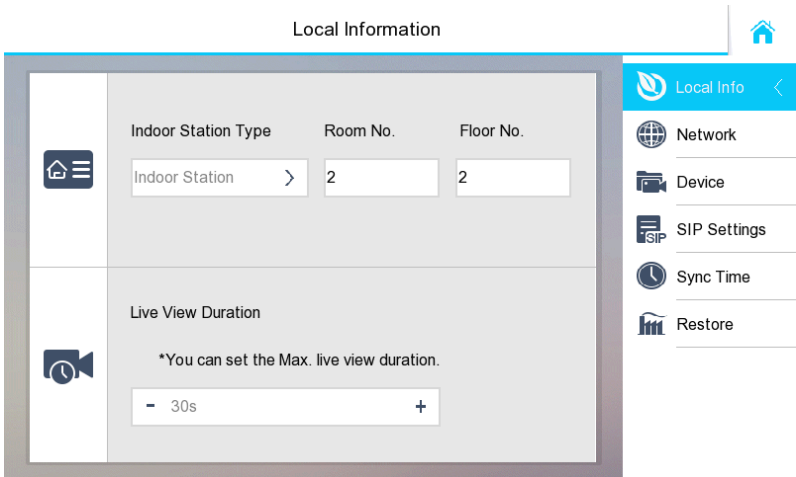 Local Information
Indoor Station Type Room No. Floor No.
Indoor Station > 2 2
Live View Duration
*You can set the Max. live view duration.
- 30s +
Local Info
Network
Device
SIP SIP Settings
Sync Time
Restore